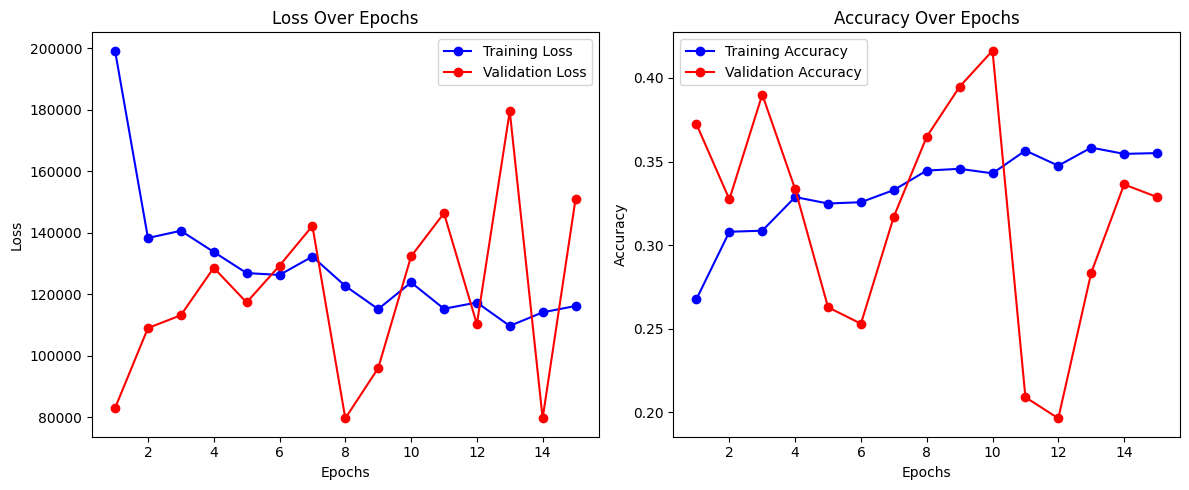 Loss Over Epochs
200000
180000
160000
140000
120000
100000
80000
Loss
2 4 6 8 10 12 14
Epochs
Training Loss
Validation Loss
Accuracy Over Epochs
0.40
0.35
0.30
0.25
0.20
Accuracy
2 4 6 8 10 12 14
Epochs
Training Accuracy
Validation Accuracy